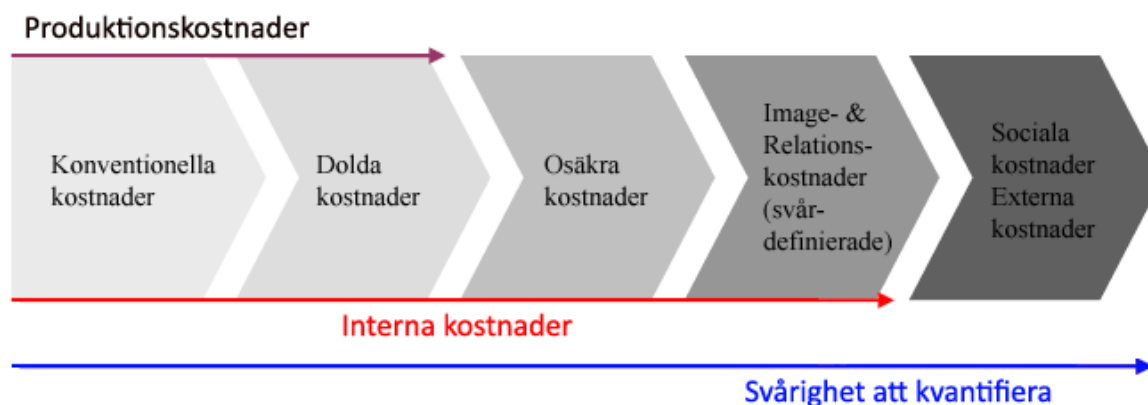 Produktionskostnader
Konventionella
kostnader
Dolda
kostnader
Osäkra
kostnader
Image- &
Relations-
kostnader
(svår-
definierade)
Sociala
kostnader
Externa
kostnader
Interna kostnader
Svårighet att kvantifiera